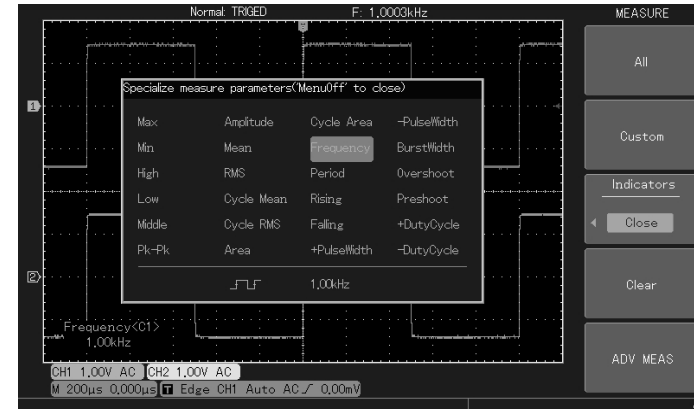 Normal: TRIGED F: 1.0003kHz MEASURE
All
Custom
Indicators
Close
Clear
ADV MEAS
1
2
Specialize measure parameters('MenuOff' to close)
Max Amplitude Cycle Area -PulseWidth
Min Mean Frequency BurstWidth
High RMS Period Overshoot
Low Cycle Mean Rising Preshoot
Middle Cycle RMS Falling +DutyCycle
Pk-Pk Area +PulseWidth -DutyCycle
1.00kHz
Frequency<C1>
1.00kHz
CH1 1.00V AC CH2 1.00V AC
M 200μs 0.000μs T Edge CH1 Auto AC 0.00mV